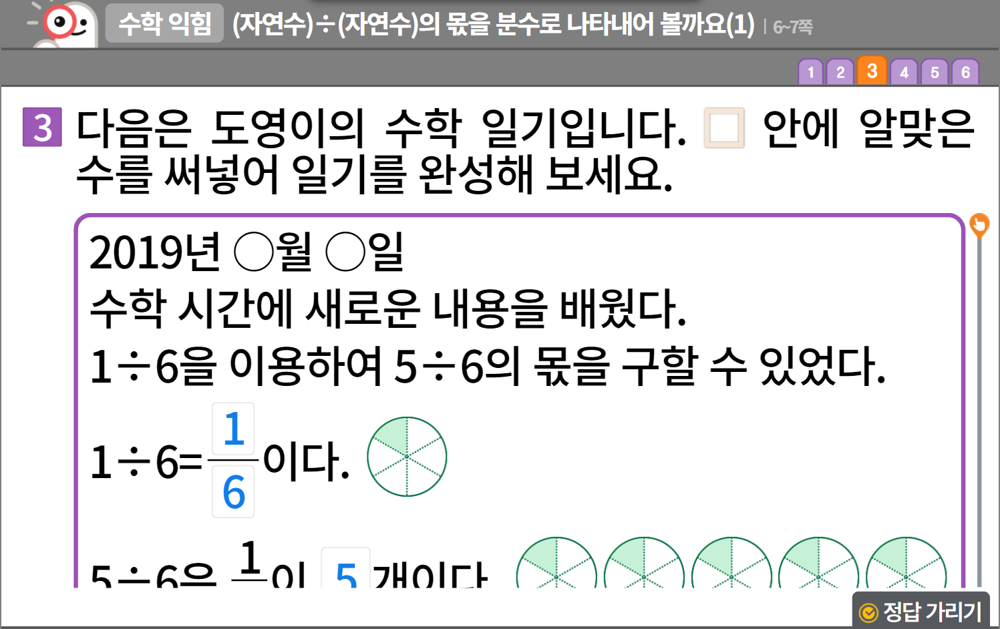 수학 익힘 (자연수)÷(자연수)의 몫을 분수로 나타내어 볼까요(1) | 6~7쪽
1 2 3 4 5 6
3 다음은 도영이의 수학 일기입니다. □ 안에 알맞은
수를 써넣어 일기를 완성해 보세요.
2019년 ○월 ○일
수학 시간에 새로운 내용을 배웠다.
1÷6을 이용하여 5÷6의 몫을 구할 수 있었다.
1÷6=1/6이다.
5÷6은 1 이 5 개이다
정답 가리기